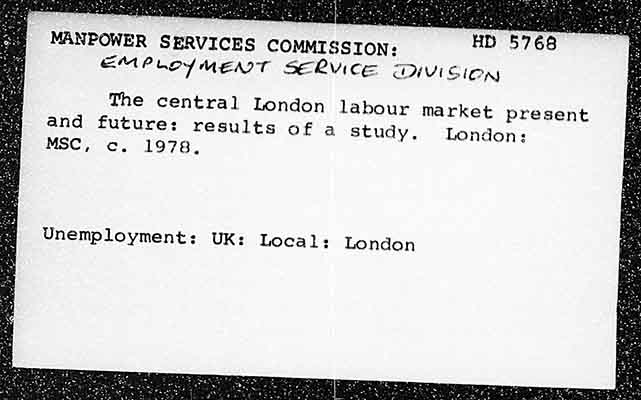 MANPOWER SERVICES COMMISSION: HD 5768
EMPLOYMENT SERVICE DIVISION
The central London labour market present
and future: results of a study. London:
MSC, c. 1978.
Unemployment: UK: Local: London